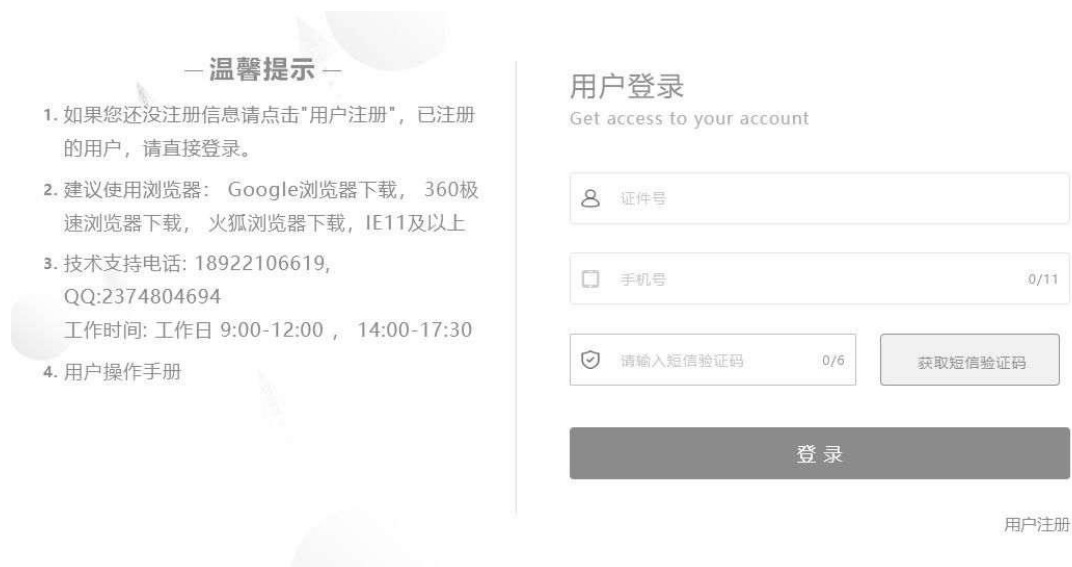 温馨提示
1. 如果您还没注册信息请点击"用户注册"，已注册
的用户，请直接登录。
2. 建议使用浏览器： Google浏览器下载， 360极
速浏览器下载， 火狐浏览器下载，IE11及以上
3. 技术支持电话: 18922106619,
QQ:2374804694
工作时间: 工作日 9:00-12:00 ， 14:00-17:30
4. 用户操作手册
用户登录
Get access to your account
证件号
手机号 0/11
请输入短信验证码 0/6 获取短信验证码
登 录
用户注册